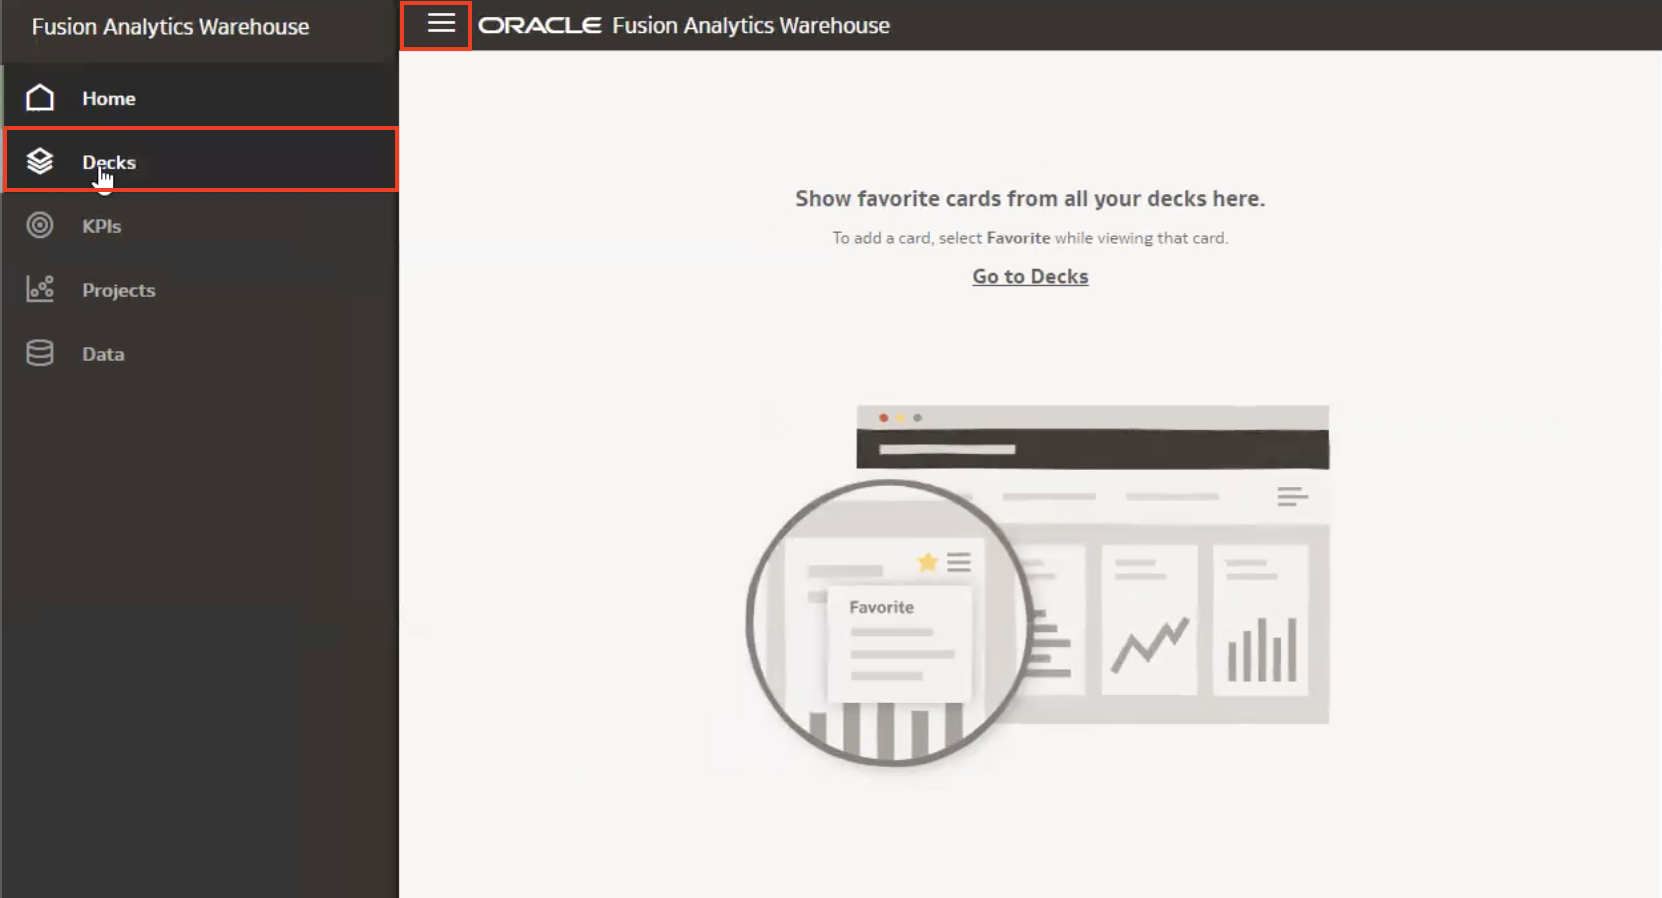 Fusion Analytics Warehouse
Home
Decks
KPIs
Projects
Data
ORACLE Fusion Analytics Warehouse
Show favorite cards from all your decks here.
To add a card, select Favorite while viewing that card.
Go to Decks
Favorite